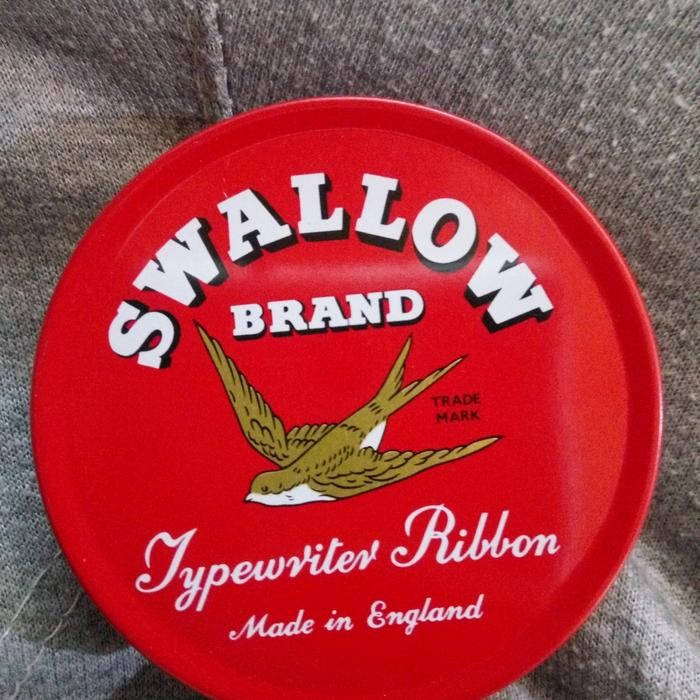 SWALLOW
BRAND
TRADE
MARK
Typewriter Ribbon
Made in England